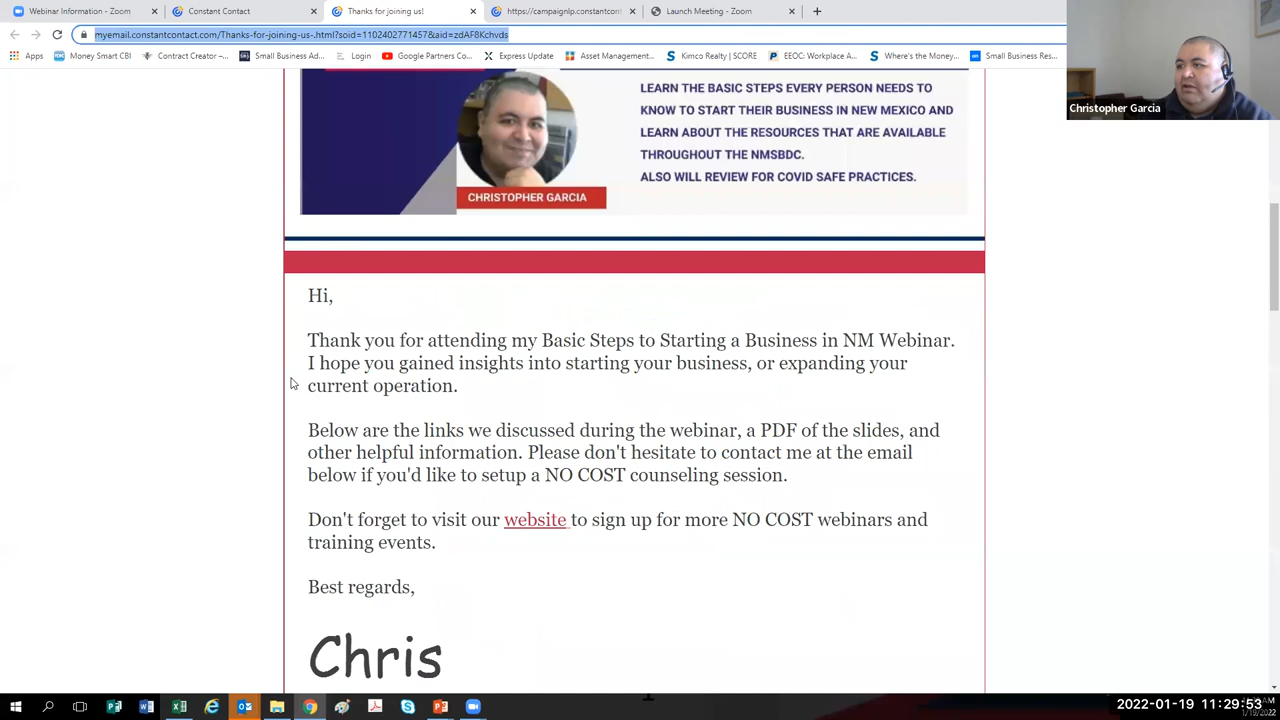 Webinar Information - Zoom
Constant Contact
Thanks for joining us!
https://campaignlp.constantcon
Launch Meeting - Zoom
myemail.constantcontact.com/Thanks-for-joining-us-.html?soid=1102402771457&aid=zdAF8Kchvds
Apps
Money Smart CBI
Contract Creator –...
Small Business Ad...
Login
Google Partners Co...
Express Update
Asset Management...
Kimco Realty | SCORE
EEOC: Workplace A...
Where's the Money...
Small Business Res...
Christopher Garcia
LEARN THE BASIC STEPS EVERY PERSON NEEDS TO
KNOW TO START THEIR BUSINESS IN NEW MEXICO AND
LEARN ABOUT THE RESOURCES THAT ARE AVAILABLE
THROUGHOUT THE NMSBDC.
ALSO WILL REVIEW FOR COVID SAFE PRACTICES.
CHRISTOPHER GARCIA
Hi,
Thank you for attending my Basic Steps to Starting a Business in NM Webinar.
I hope you gained insights into starting your business, or expanding your
current operation.
Below are the links we discussed during the webinar, a PDF of the slides, and
other helpful information. Please don't hesitate to contact me at the email
below if you'd like to setup a NO COST counseling session.
Don't forget to visit our website to sign up for more NO COST webinars and
training events.
Best regards,
Chris
2022-01-19 11:29:53